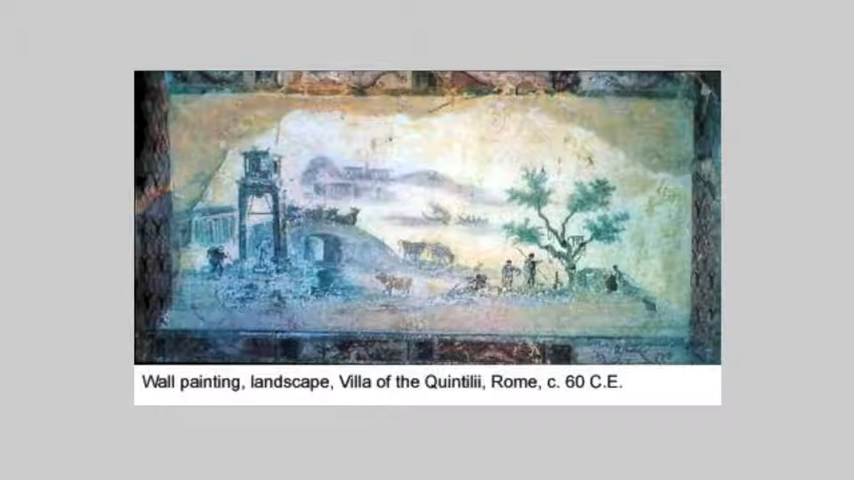 Wall painting, landscape, Villa of the Quintilii, Rome, c. 60 C.E.